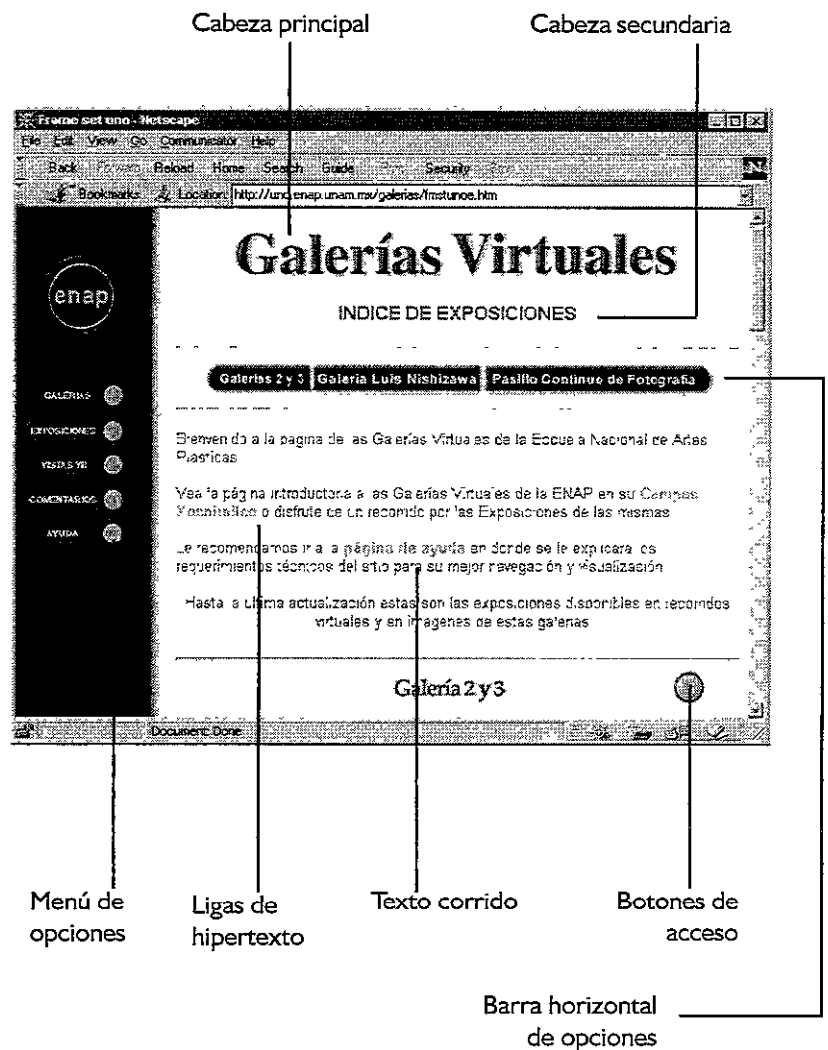 Cabeza principal
Cabeza secundaria
Frame set uno - Netscape
File Edit View Go Communicator Help
Back Forward Reload Home Search Guide Security
Bookmarks Location http://uno.enap.unam.mx/galerias/fmstunoe.htm
enap
GALERIAS
EXPOSICIONES
VISITAS VR
COMENTARIOS
AYUDA
Galerías Virtuales
INDICE DE EXPOSICIONES
Galerías 2 y 3 Galería Luis Nishizawa Pasillo Continuo de Fotografía
Bienvenido a la página de las Galerías Virtuales de la Escuela Nacional de Artes
Plásticas
Vea la página introductoria a las Galerías Virtuales de la ENAP en su Campus
Xochimilco o disfrute de un recorrido por las Exposiciones de las mismas
Le recomendamos ir a la página de ayuda en donde se le explicara los
requerimientos técnicos del sitio para su mejor navegación y visualización
Hasta la ultima actualización estas son las exposiciones disponibles en recorridos
virtuales y en imagenes de estas galerias
Galería 2 y 3
Document: Done
Menú de
opciones
Ligas de
hipertexto
Texto corrido
Botones de
acceso
Barra horizontal
de opciones